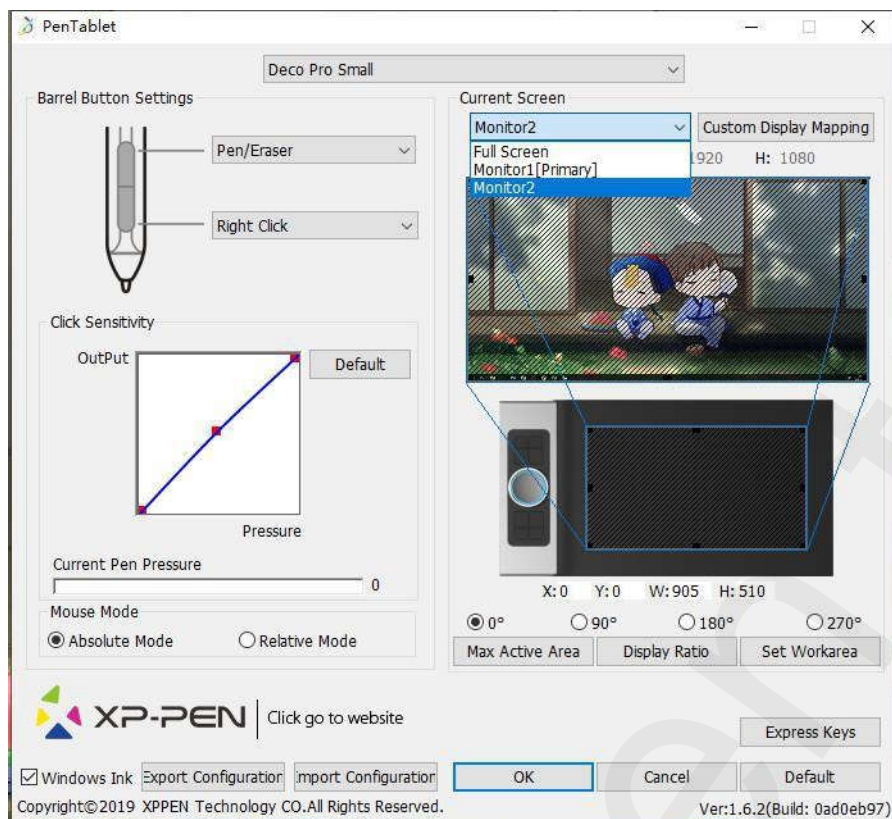 PenTablet
Deco Pro Small
Barrel Button Settings
Pen/Eraser
Right Click
Click Sensitivity
OutPut
Default
Pressure
Current Pen Pressure
0
Mouse Mode
Absolute Mode
Relative Mode
Current Screen
Monitor2
Custom Display Mapping
Full Screen
Monitor1[Primary]
Monitor2
1920 H: 1080
X:0 Y:0 W:905 H:510
0° 90° 180° 270°
Max Active Area
Display Ratio
Set Workarea
XP-PEN
Click go to website
Express Keys
Windows Ink
Export Configuration
Import Configuration
OK
Cancel
Default
Copyright©2019 XPPEN Technology CO.All Rights Reserved.
Ver:1.6.2(Build: 0ad0eb97)